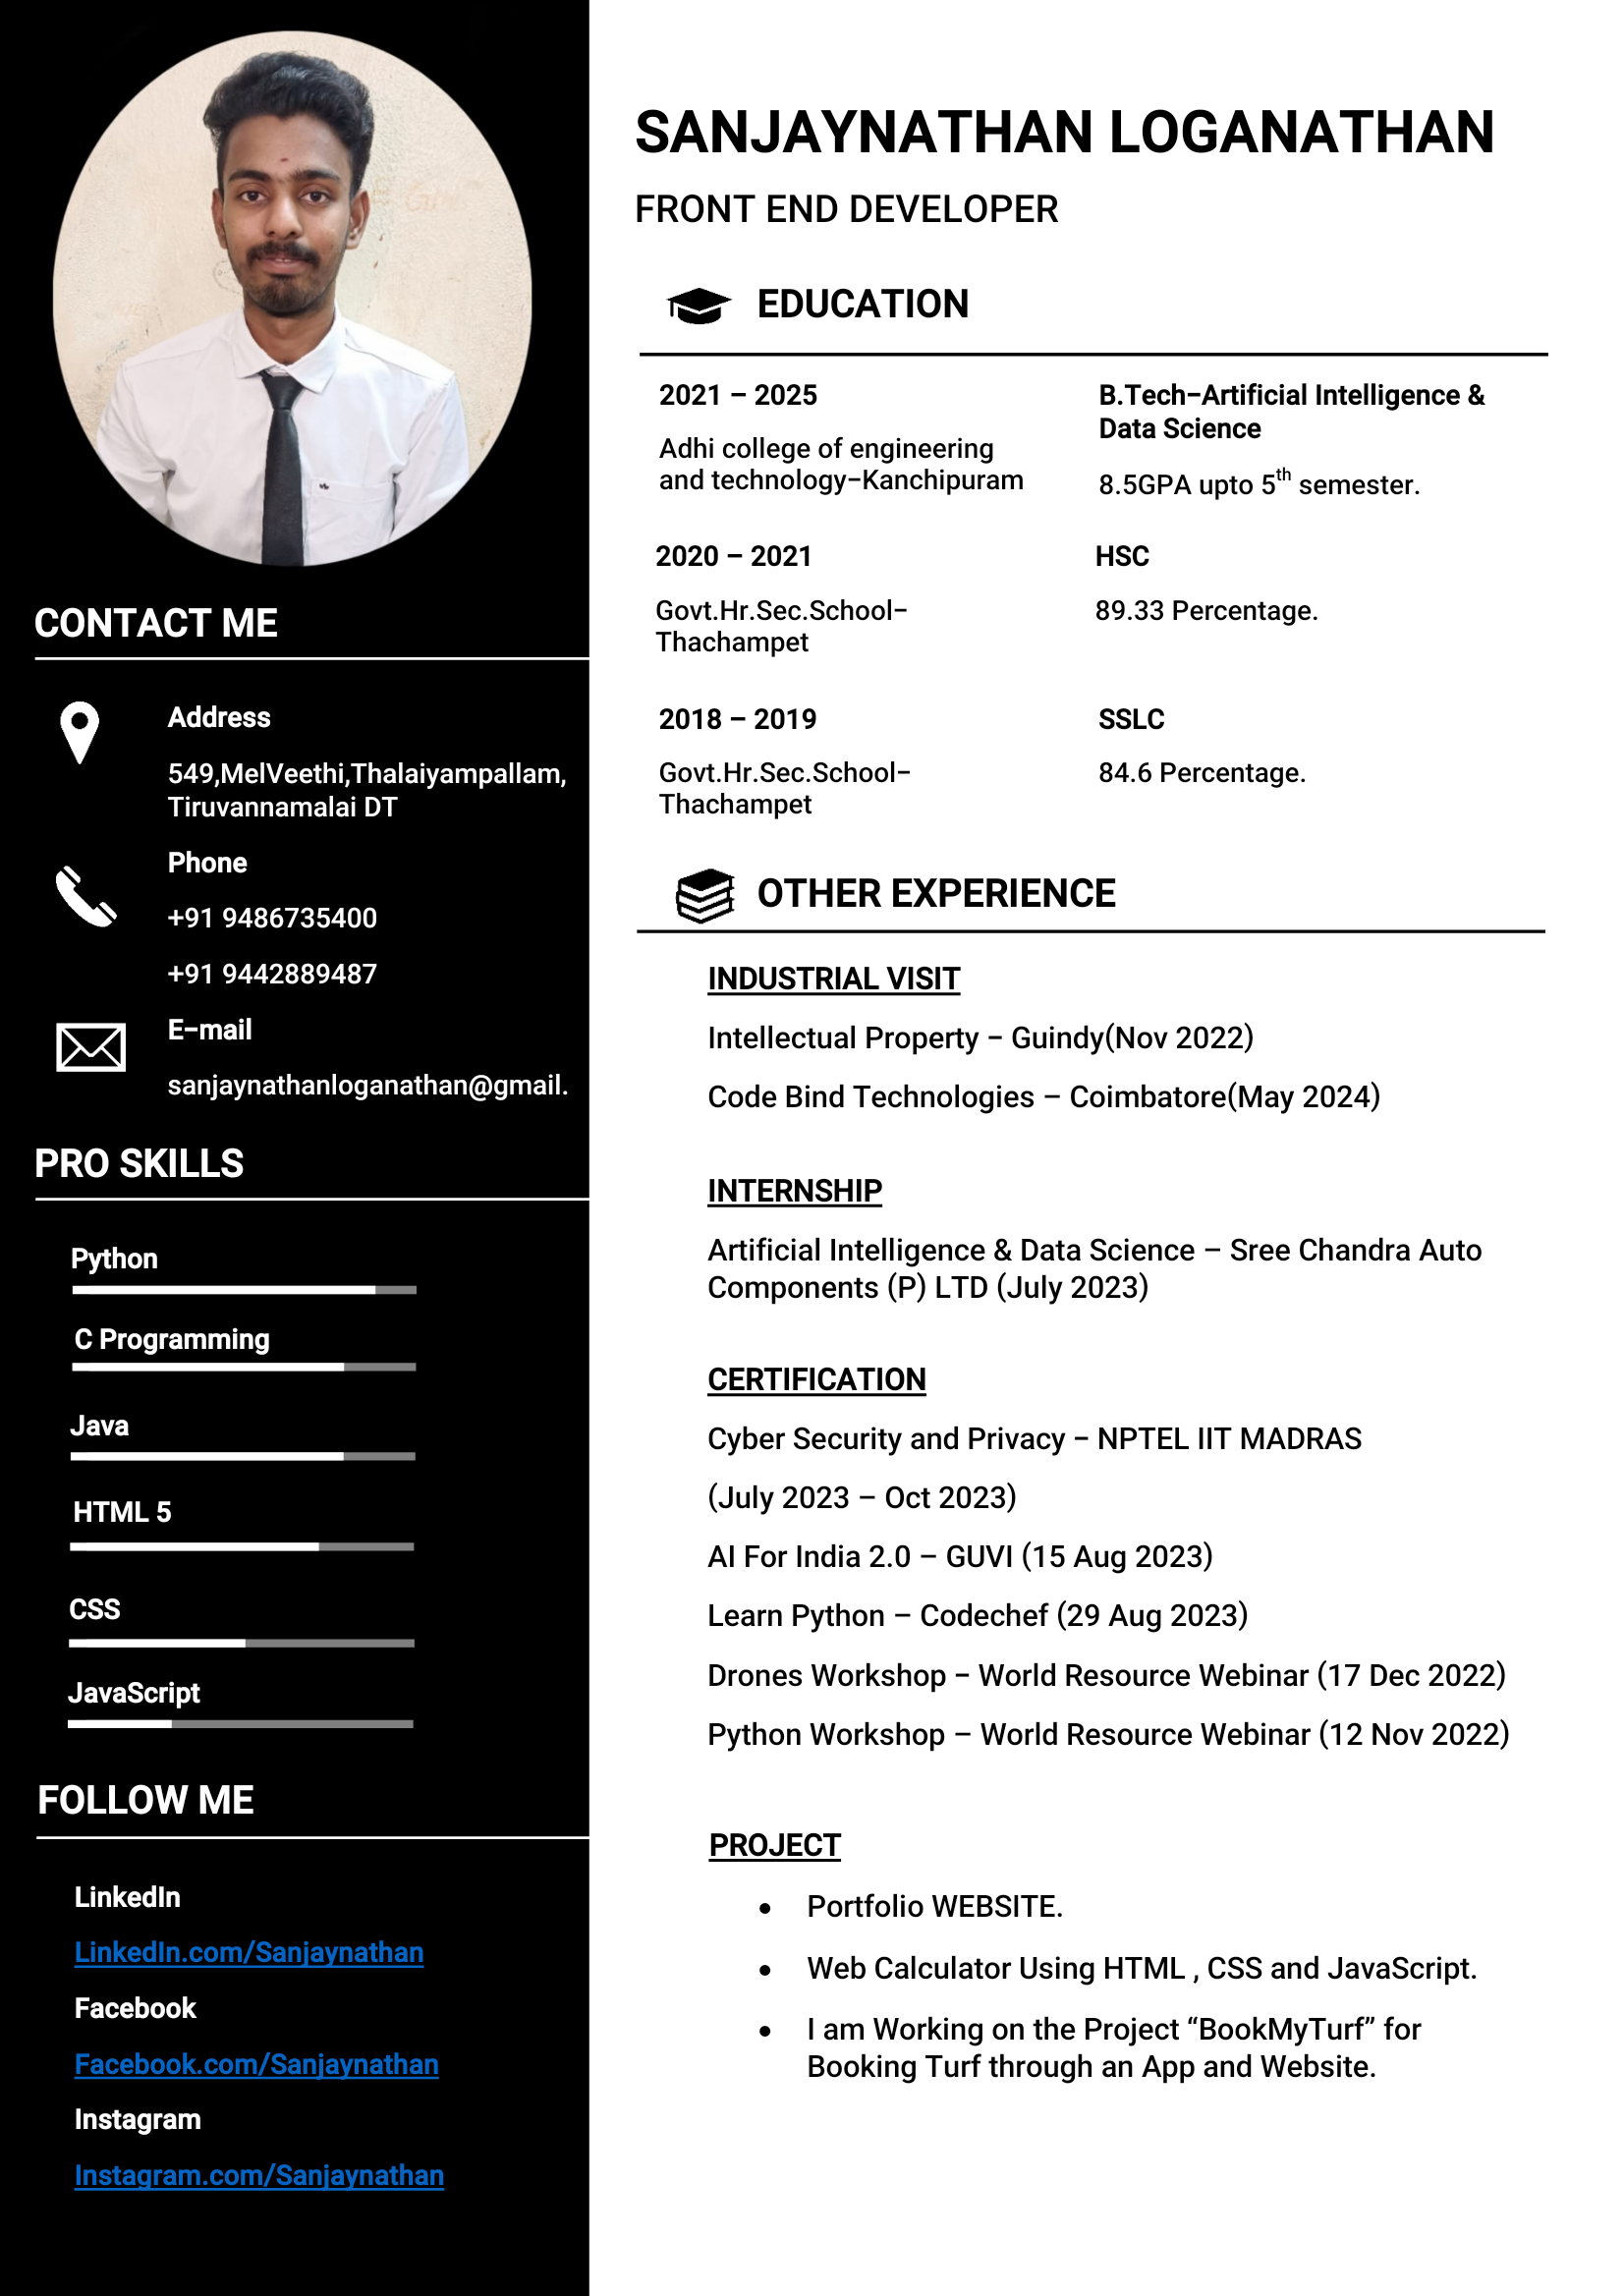 SANJAYNATHAN LOGANATHAN
FRONT END DEVELOPER
EDUCATION
2021 – 2025
Adhi college of engineering
and technology-Kanchipuram
B.Tech-Artificial Intelligence &
Data Science
8.5GPA upto 5th semester.
2020 – 2021
Govt.Hr.Sec.School-
Thachampet
HSC
89.33 Percentage.
2018 – 2019
Govt.Hr.Sec.School-
Thachampet
SSLC
84.6 Percentage.
OTHER EXPERIENCE
INDUSTRIAL VISIT
Intellectual Property - Guindy(Nov 2022)
Code Bind Technologies – Coimbatore(May 2024)
INTERNSHIP
Artificial Intelligence & Data Science – Sree Chandra Auto
Components (P) LTD (July 2023)
CERTIFICATION
Cyber Security and Privacy - NPTEL IIT MADRAS
(July 2023 – Oct 2023)
AI For India 2.0 – GUVI (15 Aug 2023)
Learn Python – Codechef (29 Aug 2023)
Drones Workshop - World Resource Webinar (17 Dec 2022)
Python Workshop – World Resource Webinar (12 Nov 2022)
PROJECT
• Portfolio WEBSITE.
• Web Calculator Using HTML , CSS and JavaScript.
• I am Working on the Project “BookMyTurf” for
Booking Turf through an App and Website.
CONTACT ME
Address
549,MelVeethi,Thalaiyampallam,
Tiruvannamalai DT
Phone
+91 9486735400
+91 9442889487
E-mail
sanjaynathanloganathan@gmail.
PRO SKILLS
Python
C Programming
Java
HTML 5
CSS
JavaScript
FOLLOW ME
LinkedIn
LinkedIn.com/Sanjaynathan
Facebook
Facebook.com/Sanjaynathan
Instagram
Instagram.com/Sanjaynathan